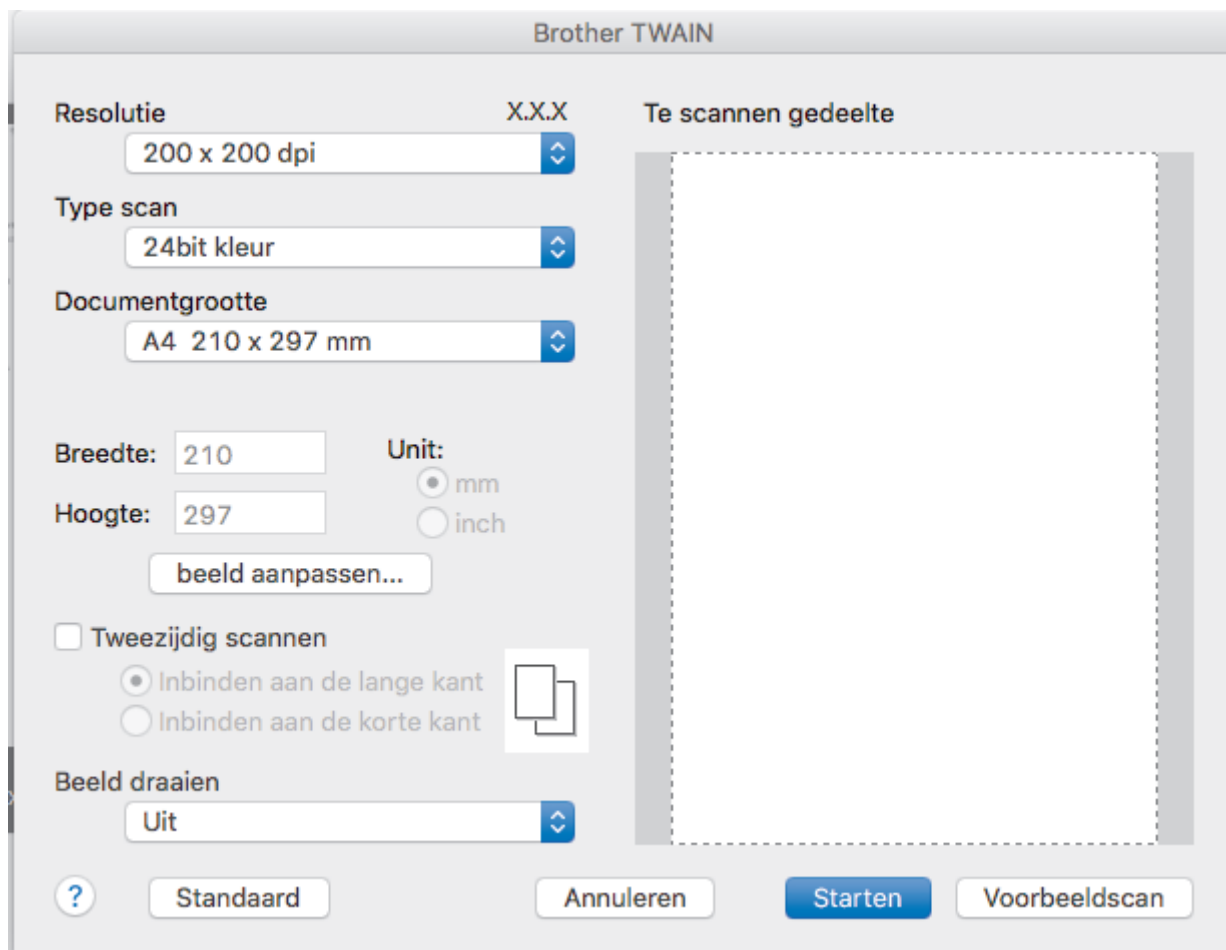 Brother TWAIN
Resolutie X.X.X
200 x 200 dpi
Type scan
24bit kleur
Documentgrootte
A4 210 x 297 mm
Breedte: 210
Hoogte: 297
Unit:
mm
inch
beeld aanpassen...
Tweezijdig scannen
Inbinden aan de lange kant
Inbinden aan de korte kant
Beeld draaien
Uit
Te scannen gedeelte
? Standaard Annuleren Starten Voorbeeldscan